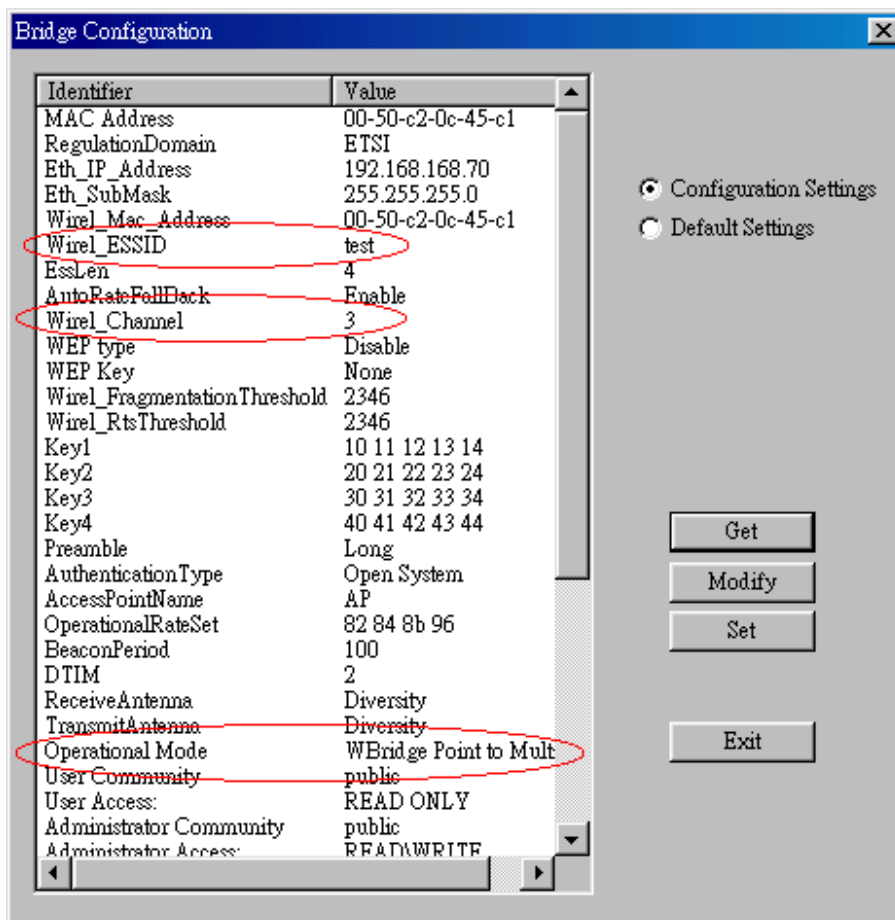 Bridge Configuration
Identifier Value
MAC Address 00-50-c2-0c-45-c1
RegulationDomain ETSI
Eth_IP_Address 192.168.168.70
Eth_SubMask 255.255.255.0
Wirel_Mac_Address 00-50-c2-0c-45-c1
Wirel_ESSID test
EssLen 4
AutoRateFallBack Enable
Wirel_Channel 3
WEP type Disable
WEP Key None
Wirel_FragmentationThreshold 2346
Wirel_RtsThreshold 2346
Key1 10 11 12 13 14
Key2 20 21 22 23 24
Key3 30 31 32 33 34
Key4 40 41 42 43 44
Preamble Long
AuthenticationType Open System
AccessPointName AP
OperationalRateSet 82 84 8b 96
BeaconPeriod 100
DTIM 2
ReceiveAntenna Diversity
TransmitAntenna Diversity
Operational Mode WBridge Point to Mult
User Community public
User Access: READ ONLY
Administrator Community public
Administrator Access: READ\WRITE
Configuration Settings
Default Settings
Get
Modify
Set
Exit